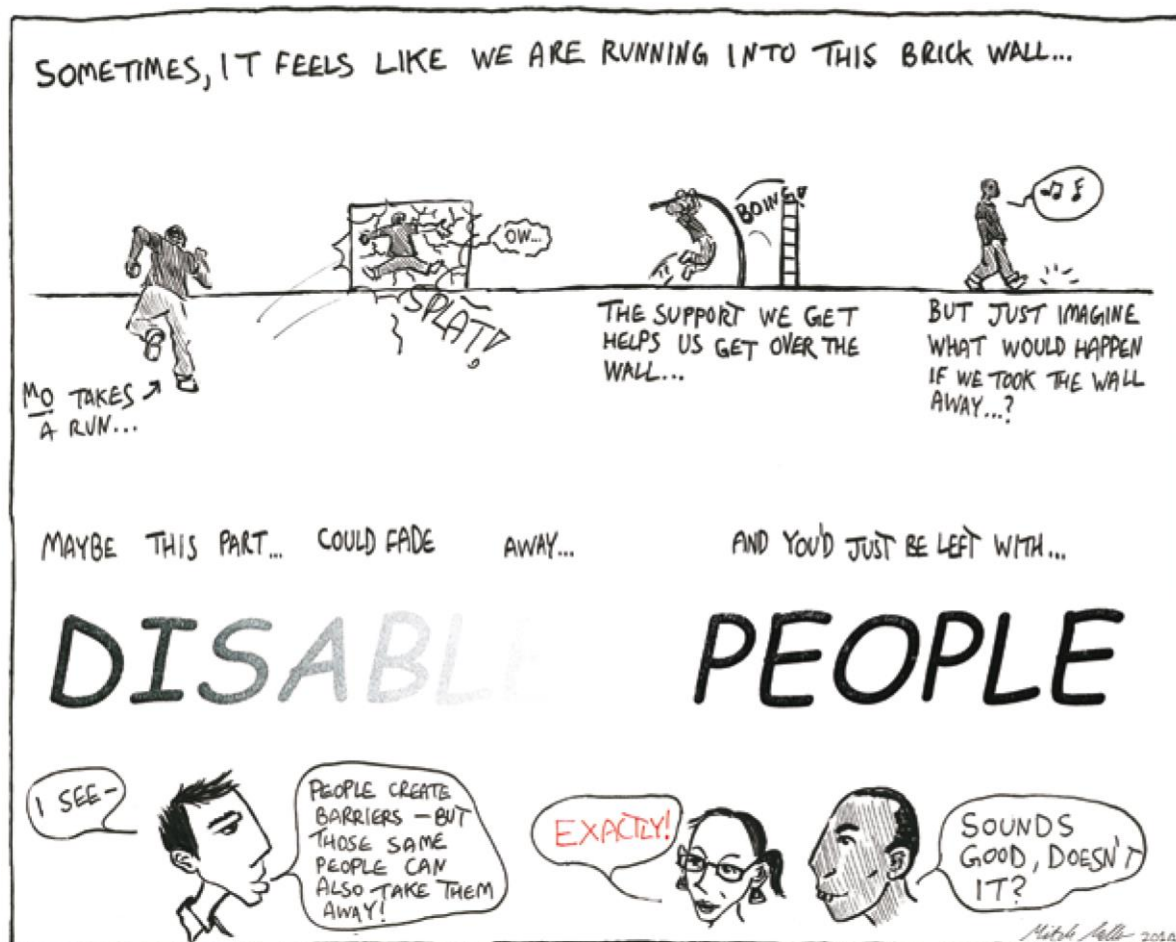 SOMETIMES, IT FEELS LIKE WE ARE RUNNING INTO THIS BRICK WALL...
OW...
SPLAT!
BOING!
MO TAKES
A RUN...
THE SUPPORT WE GET
HELPS US GET OVER THE
WALL...
BUT JUST IMAGINE
WHAT WOULD HAPPEN
IF WE TOOK THE WALL
AWAY...?
MAYBE THIS PART... COULD FADE AWAY...
AND YOU'D JUST BE LEFT WITH...
DISABLE
PEOPLE
I SEE-
PEOPLE CREATE
BARRIERS - BUT
THOSE SAME
PEOPLE CAN
ALSO TAKE THEM
AWAY!
EXACTLY!
SOUNDS
GOOD, DOESN'T
IT?